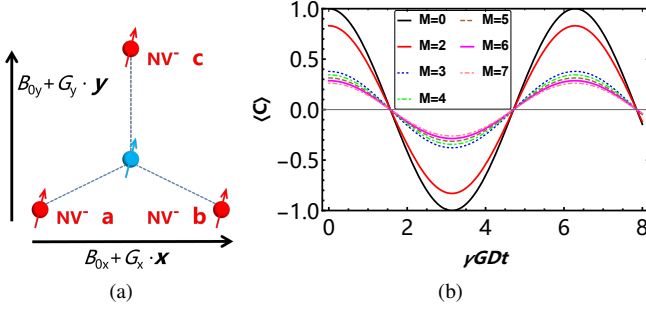 NV⁻ c
B₀y + Gy · y
NV⁻ a
NV⁻ b
B₀x + Gx · x
(a)
M=0
M=5
M=2
M=6
M=3
M=7
M=4
1.0
0.5
0.0
-0.5
-1.0
⟨C⟩
0
2
4
6
8
γGDt
(b)